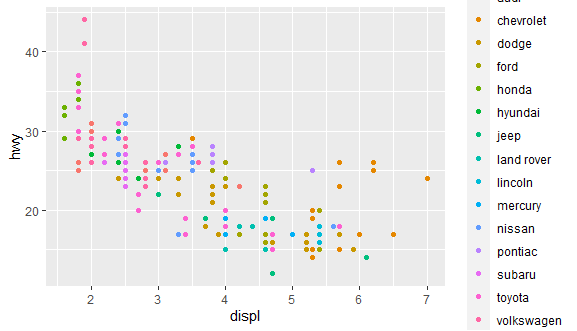 audi
chevrolet
dodge
ford
honda
hyundai
jeep
land rover
lincoln
mercury
nissan
pontiac
subaru
toyota
volkswagen
40
30
20
hwy
2
3
4
5
6
7
displ